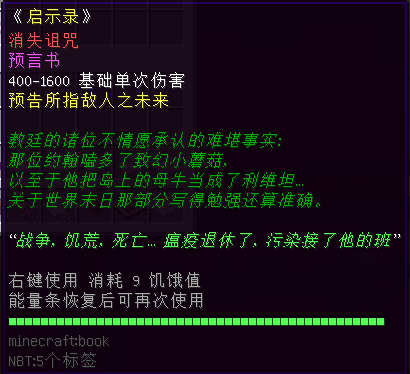 《启示录》
消失诅咒
预言书
400-1600 基础单次伤害
预告所指敌人之未来
教廷的诸位不情愿承认的难堪事实:
那位约翰嗑多了致幻小蘑菇,
以至于他把岛上的母牛当成了利维坦...
关于世界末日那部分写得勉强还算准确。
“战争, 饥荒, 死亡... 瘟疫退休了, 污染接了他的班”
右键使用 消耗 9 饥饿值
能量条恢复后可再次使用
minecraft:book
NBT:5个标签